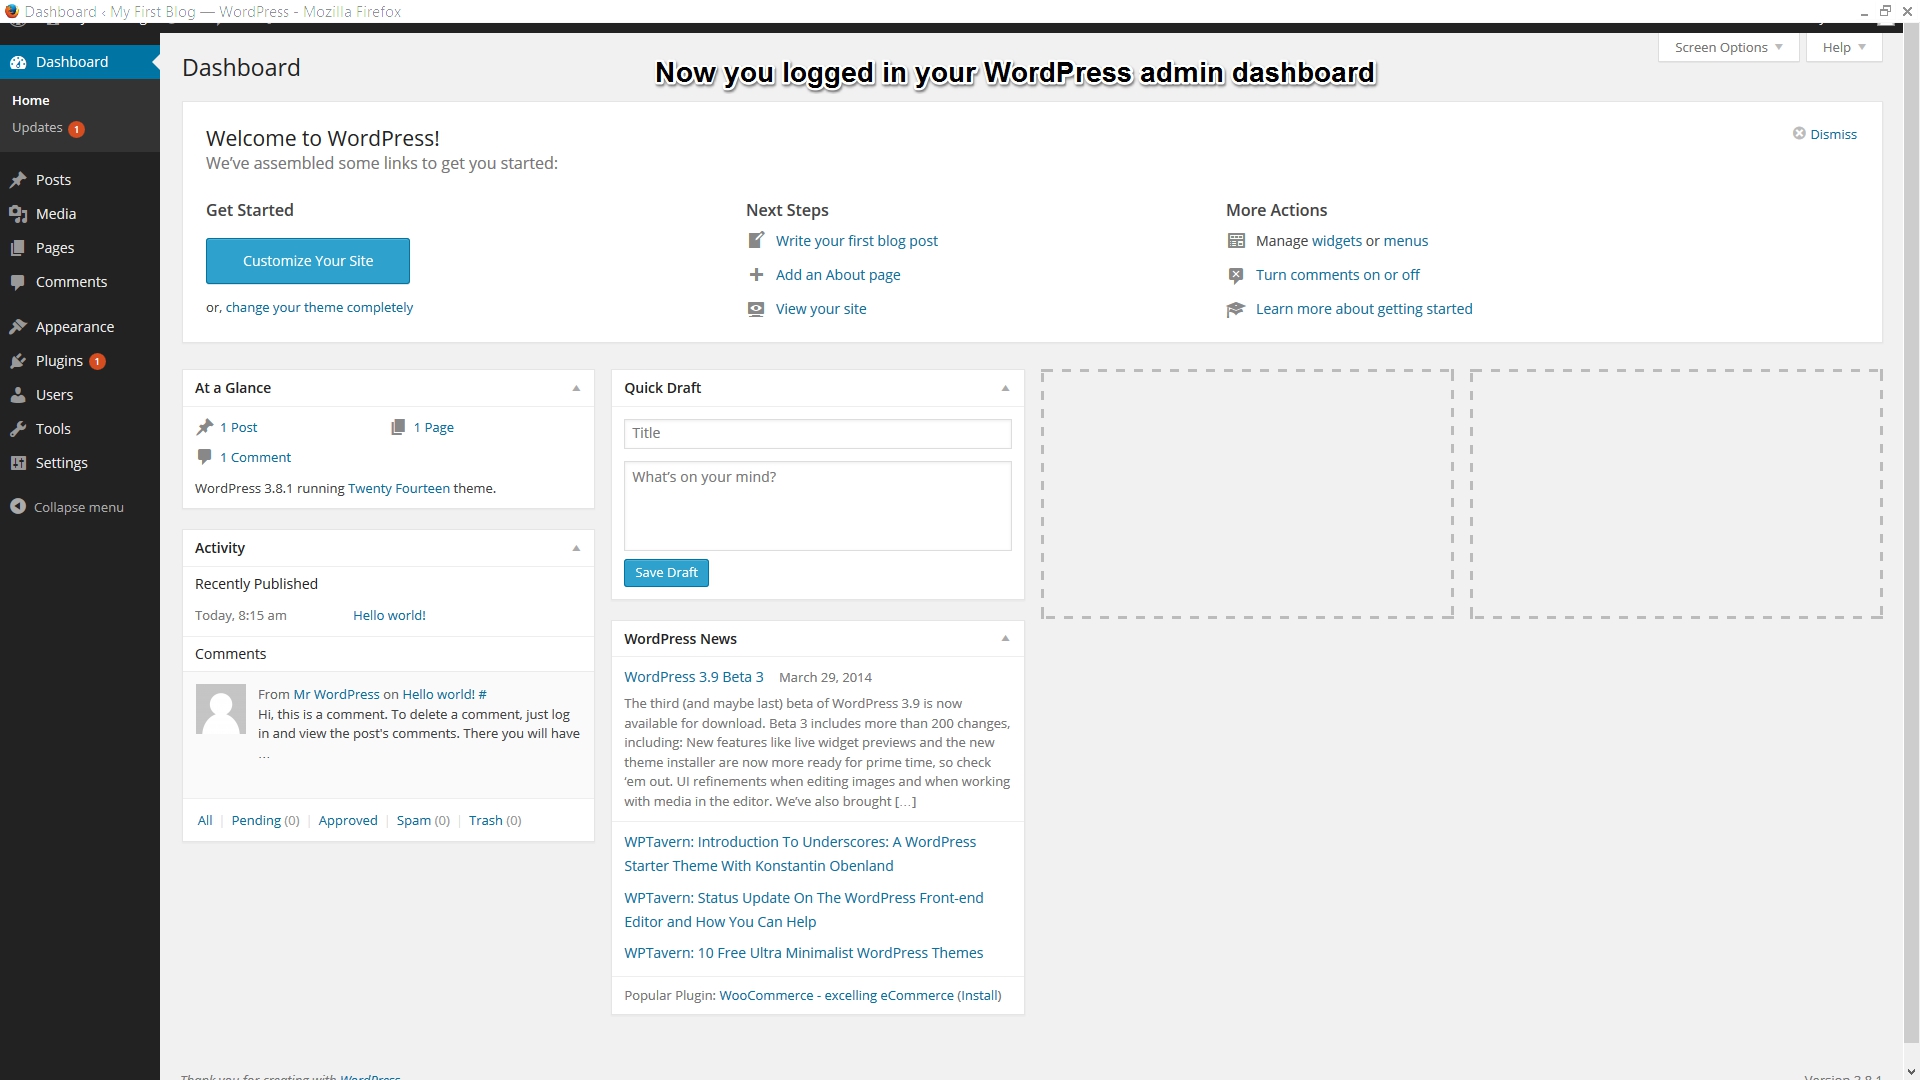 Dashboard ‹ My First Blog — WordPress - Mozilla Firefox
Dashboard
Home
Updates 1
Posts
Media
Pages
Comments
Appearance
Plugins 1
Users
Tools
Settings
Collapse menu
Dashboard
Now you logged in your WordPress admin dashboard
Screen Options
Help
Welcome to WordPress!
We've assembled some links to get you started:
Dismiss
Get Started
Customize Your Site
or, change your theme completely
Next Steps
Write your first blog post
Add an About page
View your site
More Actions
Manage widgets or menus
Turn comments on or off
Learn more about getting started
At a Glance
1 Post
1 Page
1 Comment
WordPress 3.8.1 running Twenty Fourteen theme.
Activity
Recently Published
Today, 8:15 am
Hello world!
Comments
From Mr WordPress on Hello world! #
Hi, this is a comment. To delete a comment, just log
in and view the post's comments. There you will have
…
All | Pending (0) | Approved | Spam (0) | Trash (0)
Quick Draft
Title
What's on your mind?
Save Draft
WordPress News
WordPress 3.9 Beta 3 March 29, 2014
The third (and maybe last) beta of WordPress 3.9 is now
available for download. Beta 3 includes more than 200 changes,
including: New features like live widget previews and the new
theme installer are now more ready for prime time, so check
'em out. UI refinements when editing images and when working
with media in the editor. We've also brought […]
WPTavern: Introduction To Underscores: A WordPress
Starter Theme With Konstantin Obenland
WPTavern: Status Update On The WordPress Front-end
Editor and How You Can Help
WPTavern: 10 Free Ultra Minimalist WordPress Themes
Popular Plugin: WooCommerce - excelling eCommerce (Install)
Thank you for creating with WordPress
Version 3.8.1